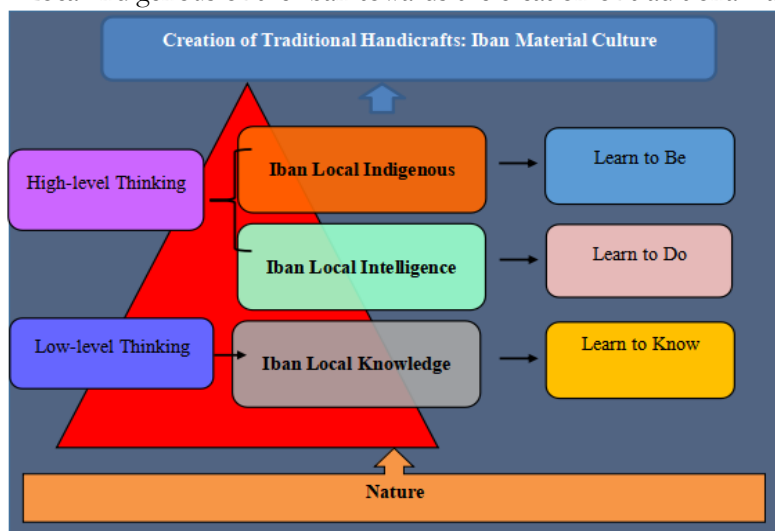 Creation of Traditional Handicrafts: Iban Material Culture
Iban Local Indigenous
Learn to Be
High-level Thinking
Iban Local Intelligence
Learn to Do
Low-level Thinking
Iban Local Knowledge
Learn to Know
Nature